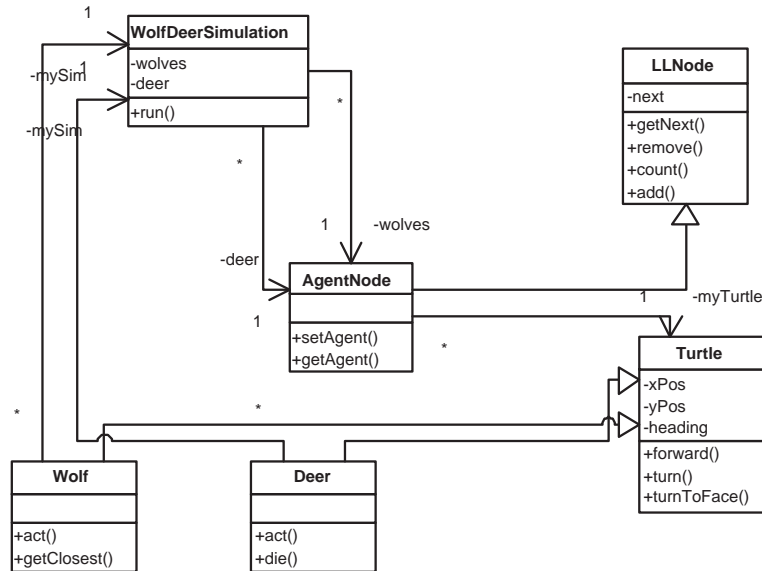 1
WolfDeerSimulation
-wolves
-deer
+run()
1
-mySim
-mySim
*
*
LLNode
-next
+getNext()
+remove()
+count()
+add()
1
-wolves
-deer
AgentNode
+setAgent()
+getAgent()
1
1
-myTurtle
*
Turtle
-xPos
-yPos
-heading
+forward()
+turn()
+turnToFace()
*
*
Wolf
+act()
+getClosest()
Deer
+act()
+die()